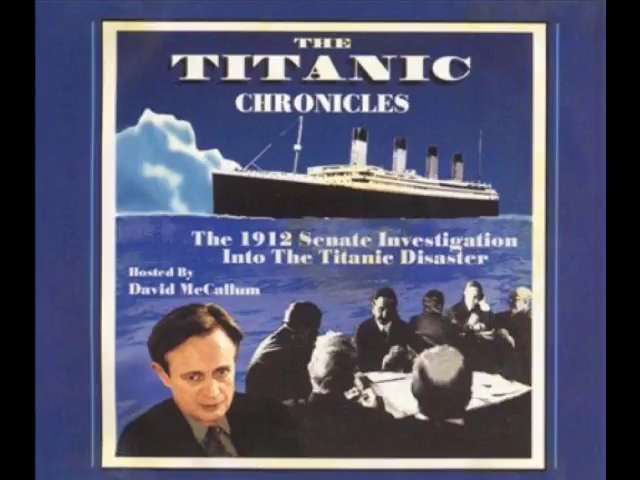 THE
TITANIC
CHRONICLES
The 1912 Senate Investigation
Into The Titanic Disaster
Hosted By
David McCallum